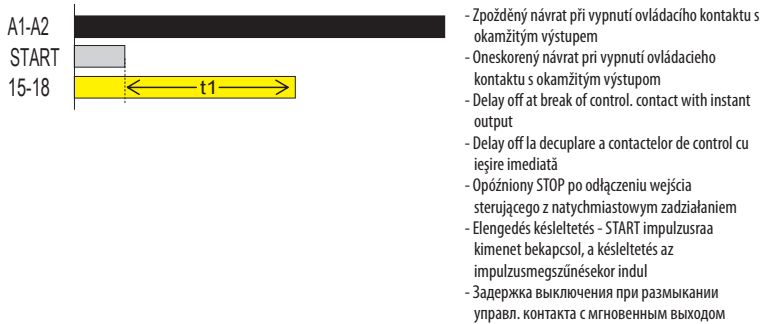 A1-A2
START
15-18
t1
- Zpožděný návrat při vypnutí ovládacího kontaktu s
okamžitým výstupem
- Oneskorený návrat pri vypnutí ovládacieho
kontaktu s okamžitým výstupom
- Delay off at break of control. contact with instant
output
- Delay off la decuplare a contactelor de control cu
ieşire imediată
- Opóźniony STOP po odłączeniu wejścia
sterującego z natychmiastowym zadziałaniem
- Elengedés késleltetés - START impulzusraa
kimenet bekapcsol, a késleltetés az
impulzusmegszűnésekor indul
- Задержка выключения при размыкании
управл. контакта с мгновенным выходом